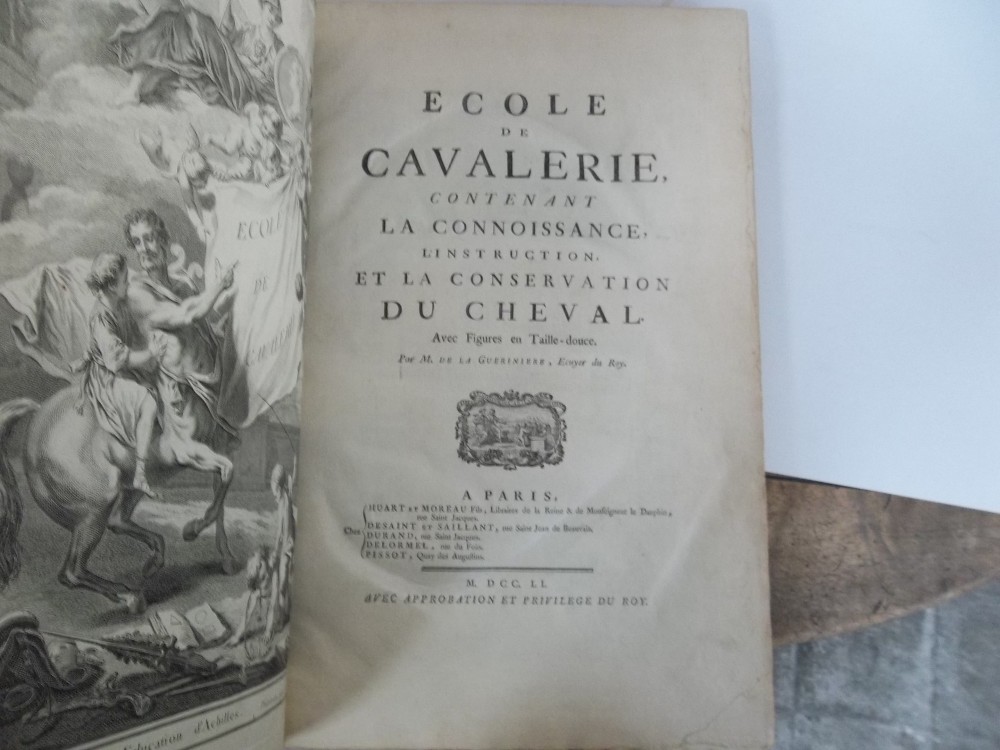 ECOLE
DE
CAVALERIE,
CONTENANT
LA CONNOISSANCE,
L'INSTRUCTION,
ET LA CONSERVATION
DU CHEVAL.
Avec Figures en Taille-douce.
Par M. DE LA GUERINIERE, Ecuyer du Roy.
A PARIS,
Chez
HUART ET MOREAU Fils, Libraires de la Reine & de Monseigneur le Dauphin,
rue Saint Jacques.
DESAINT ET SAILLANT, rue Saint Jean de Beauvais.
DURAND, rue Saint Jacques.
DELORMEL, rue du Foin.
PISSOT, Quay des Augustins.
M. DCC. LI.
AVEC APPROBATION ET PRIVILEGE DU ROY.
ECOLE
DE
d'Achilles